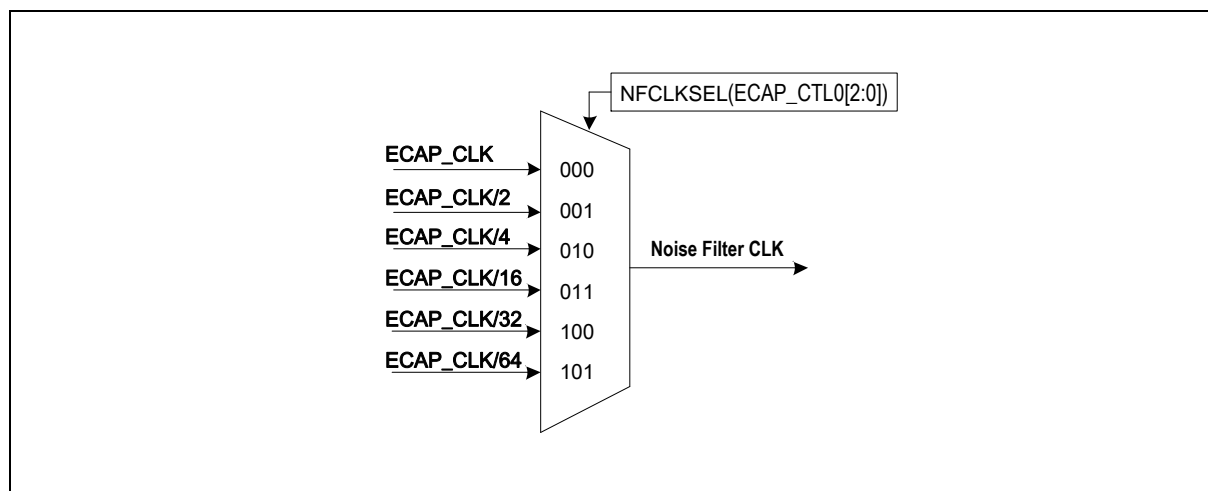 NFCLKSEL(ECAP_CTL0[2:0])
ECAP_CLK
000
ECAP_CLK/2
001
ECAP_CLK/4
010
Noise Filter CLK
ECAP_CLK/16
011
ECAP_CLK/32
100
ECAP_CLK/64
101